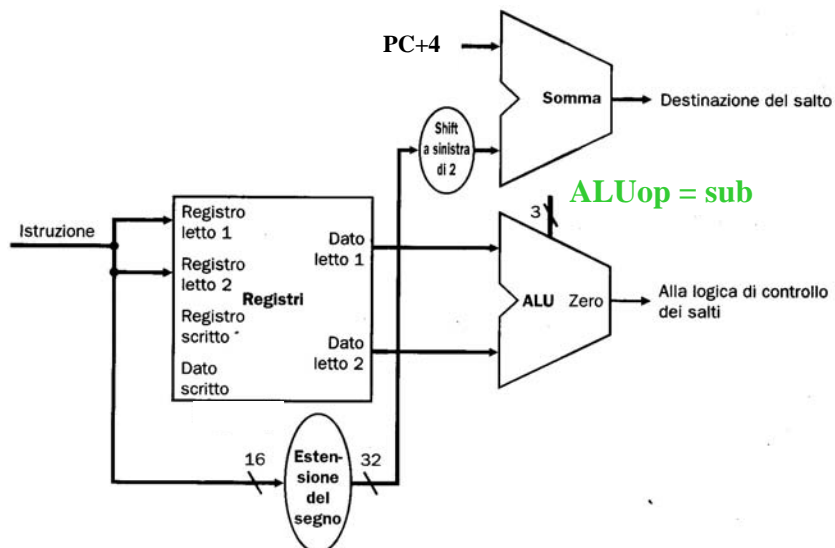 PC+4
Somma
Destinazione del salto
Shift
a sinistra
di 2
ALUop = sub
3
Istruzione
Registro
letto 1
Registro
letto 2
Registri
Registro
scritto
Dato
scritto
Dato
letto 1
Dato
letto 2
ALU Zero
Alla logica di controllo
dei salti
16
Esten-
sione
del
segno
32